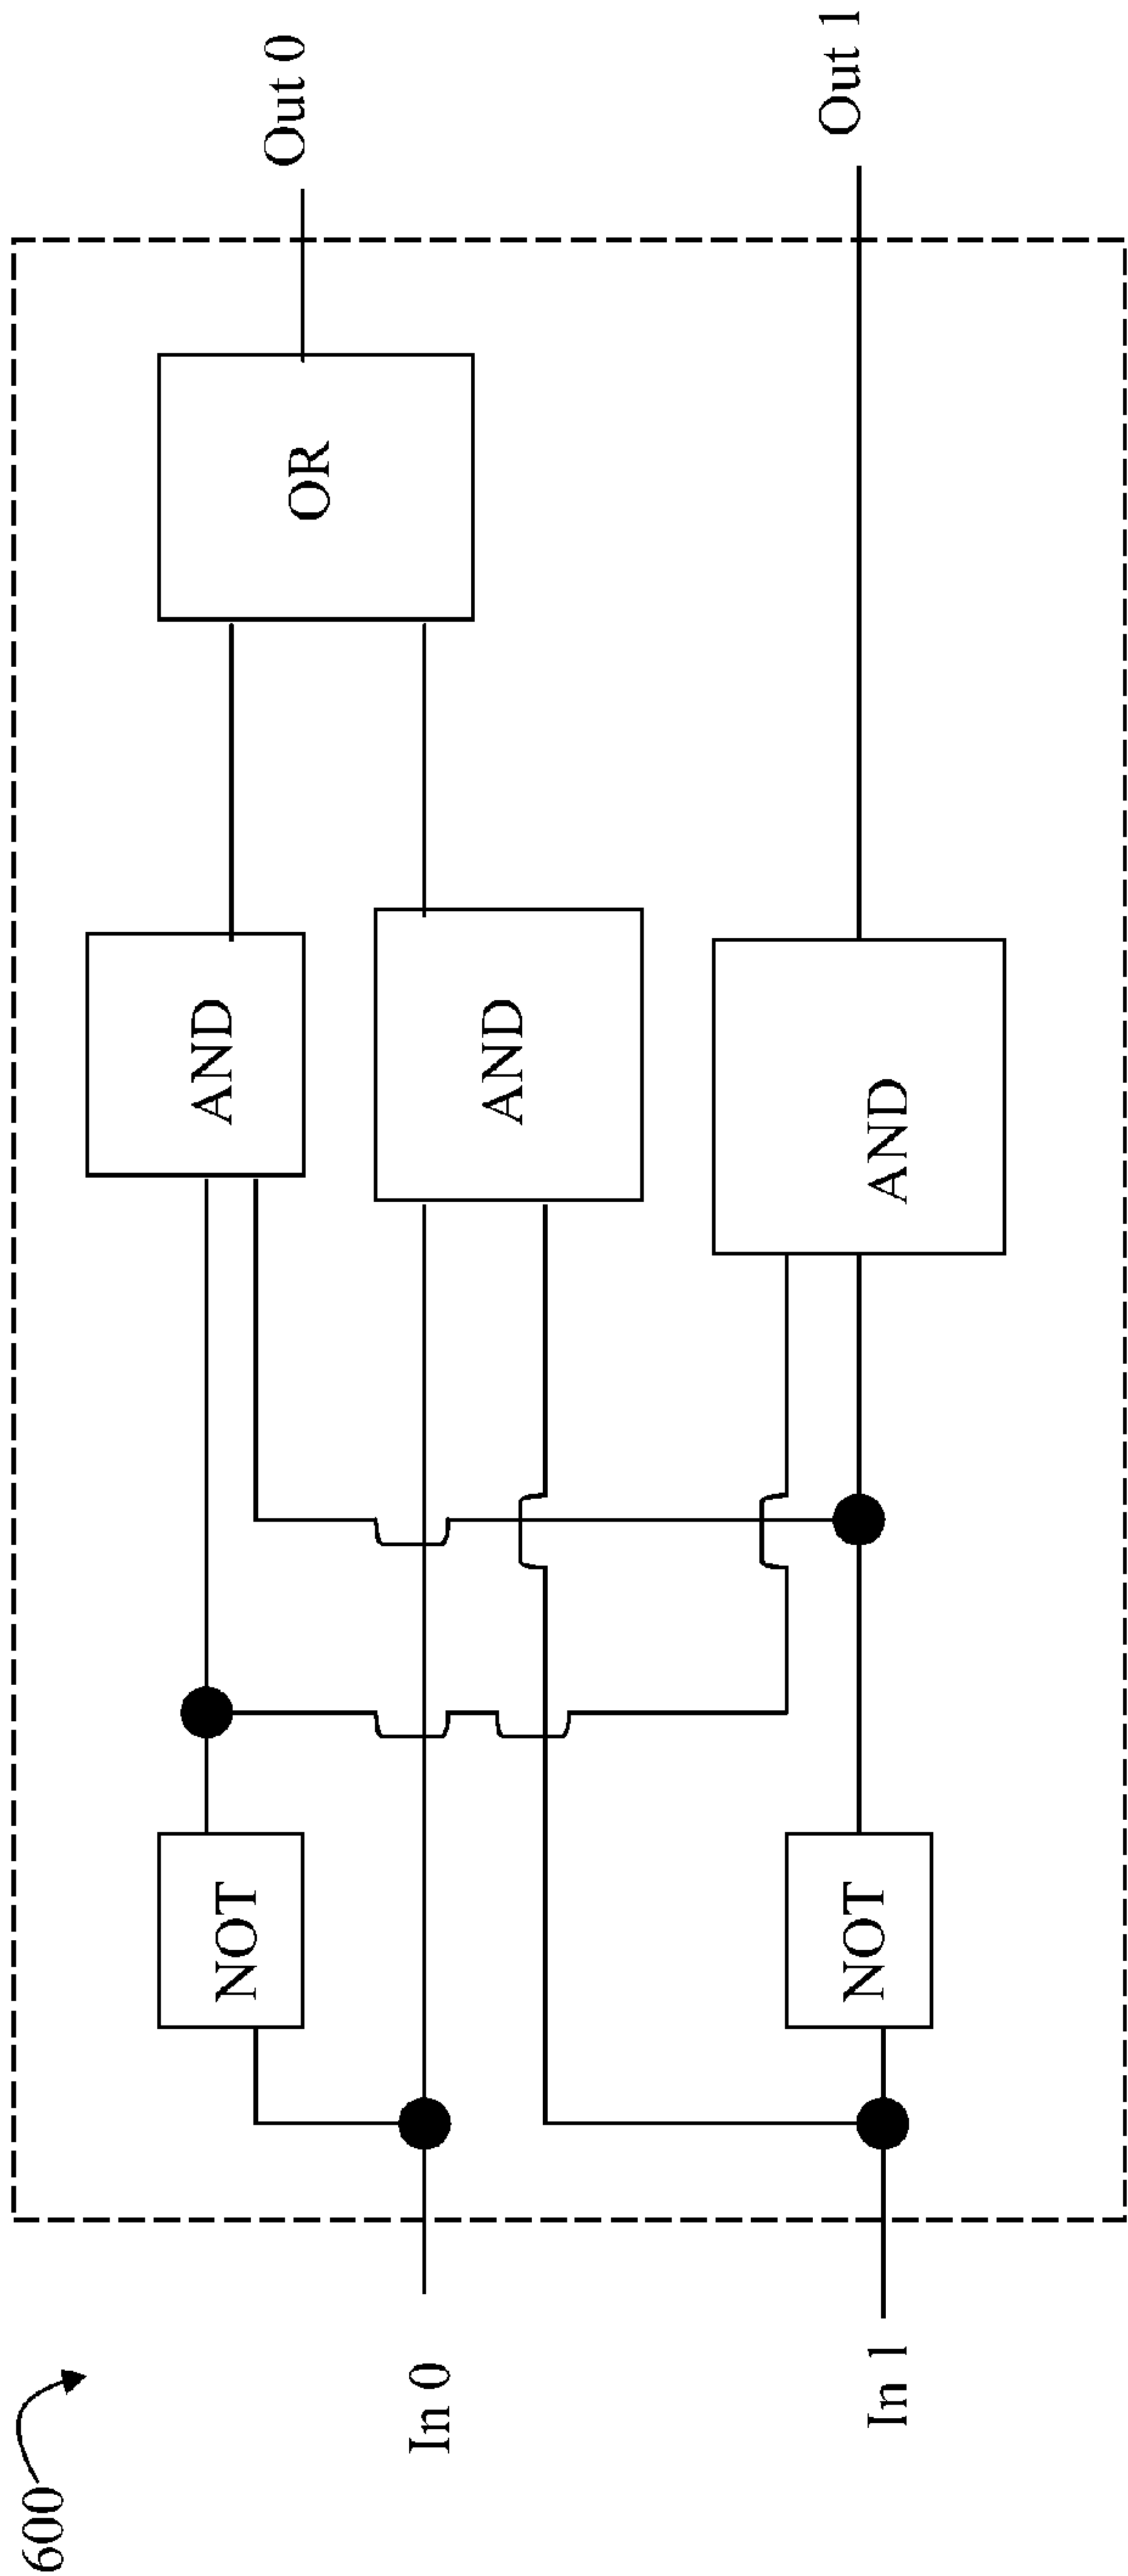 600
In 0
In 1
NOT
NOT
AND
AND
AND
OR
Out 0
Out 1